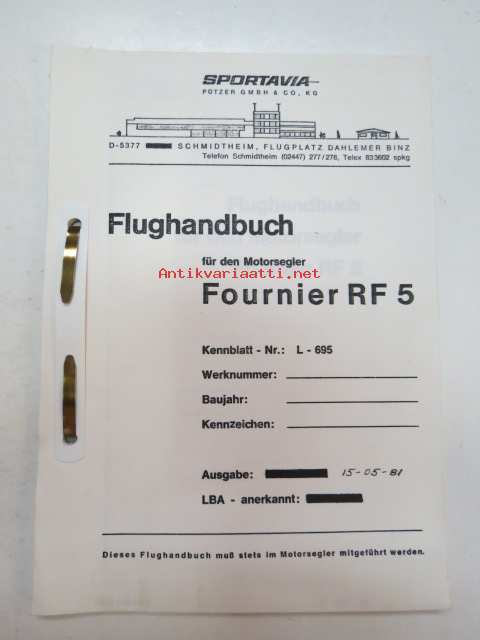 SPORTAVIA
PÜTZER GMBH & CO, KG
D-5377 SCHMIDTHEIM, FLUGPLATZ DAHLEMER BINZ
Telefon Schmidtheim (02447) 277/278, Telex 833602 spkg
Flughandbuch
für den Motorsegler
Antikvariaatti.net
Fournier RF 5
Kennblatt - Nr.: L - 695
Werknummer:
Baujahr:
Kennzeichen:
Ausgabe: 15-05-81
LBA - anerkannt:
Dieses Flughandbuch muß stets im Motorsegler mitgeführt werden.